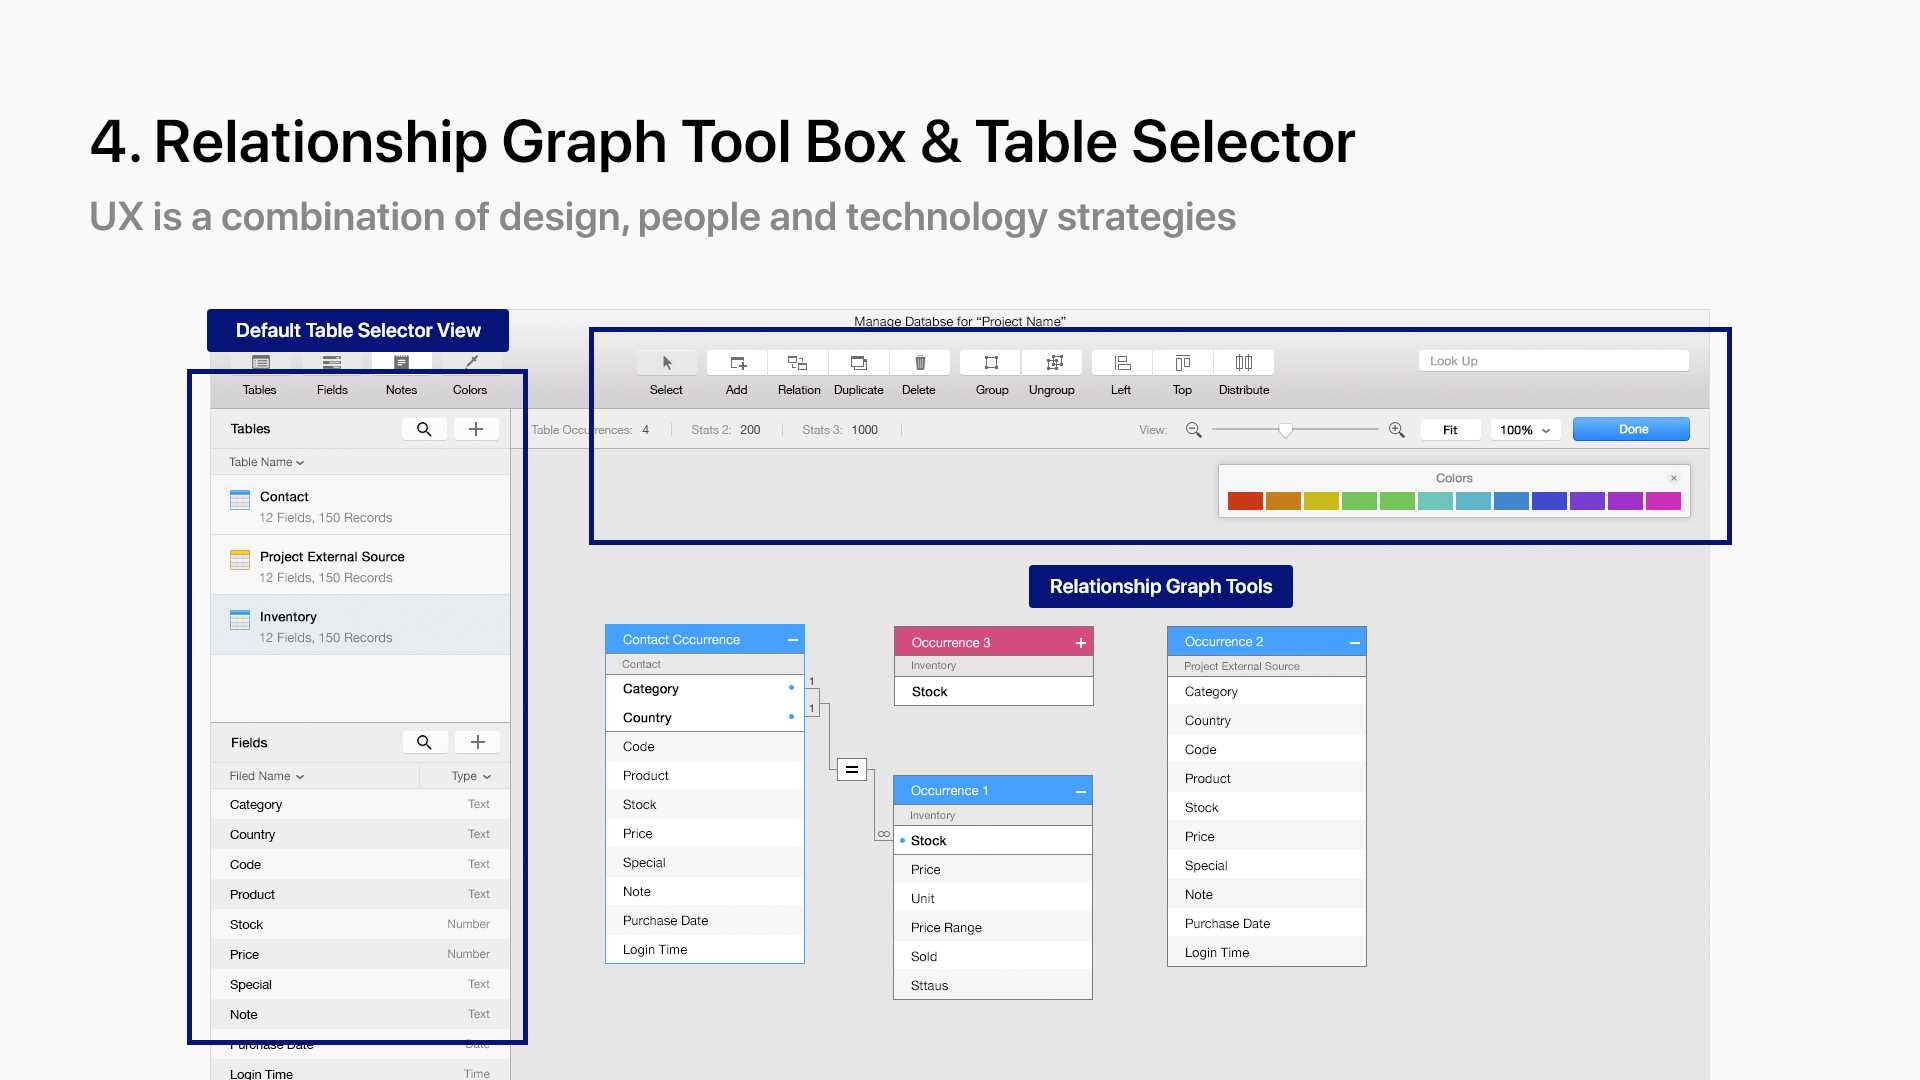 4. Relationship Graph Tool Box & Table Selector
UX is a combination of design, people and technology strategies
Default Table Selector View
Manage Databse for “Project Name”
Look Up
Tables Fields Notes Colors
Select Add Relation Duplicate Delete Group Ungroup Left Top Distribute
Tables
Table Occurrences: 4 Stats 2: 200 Stats 3: 1000
View: Fit 100% Done
Table Name
Contact
12 Fields, 150 Records
Project External Source
12 Fields, 150 Records
Inventory
12 Fields, 150 Records
Colors
Relationship Graph Tools
Fields
Filed Name Type
Category Text
Country Text
Code Text
Product Text
Stock Number
Price Number
Special Text
Note Text
Purchase Date Date
Login Time Time
Contact Cccurrence
Contact
Category
Country
Code
Product
Stock
Price
Special
Note
Purchase Date
Login Time
1
1
=
∞
Occurrence 3
Inventory
Stock
Occurrence 1
Inventory
Stock
Price
Unit
Price Range
Sold
Sttaus
Occurrence 2
Project External Source
Category
Country
Code
Product
Stock
Price
Special
Note
Purchase Date
Login Time